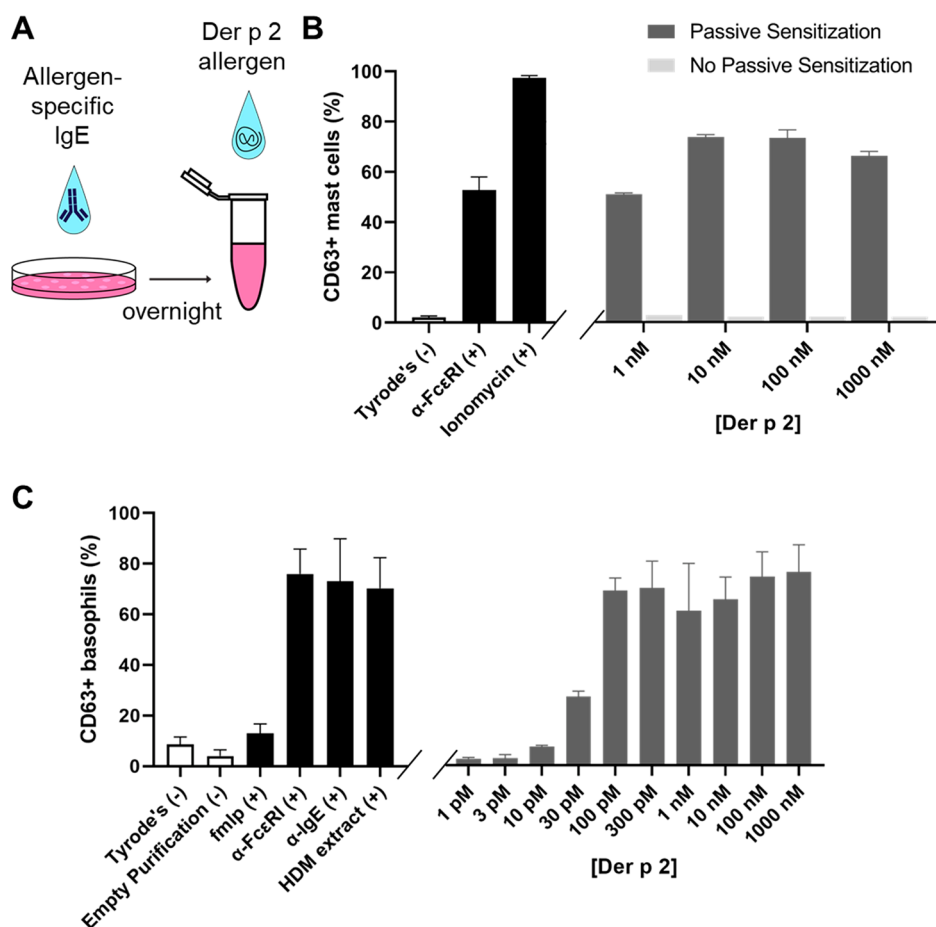 A
Allergen-
specific
IgE
Der p 2
allergen
overnight
B
Passive Sensitization
No Passive Sensitization
CD63+ mast cells (%)
100
80
60
40
20
0
Tyrode's (-)
α-FcεRI (+)
Ionomycin (+)
1 nM
10 nM
100 nM
1000 nM
[Der p 2]
C
CD63+ basophils (%)
100
80
60
40
20
0
Tyrode's (-)
Empty Purification (-)
fmlp (+)
α-FcεRI (+)
α-IgE (+)
HDM extract (+)
1 pM
3 pM
10 pM
30 pM
100 pM
300 pM
1 nM
10 nM
100 nM
1000 nM
[Der p 2]